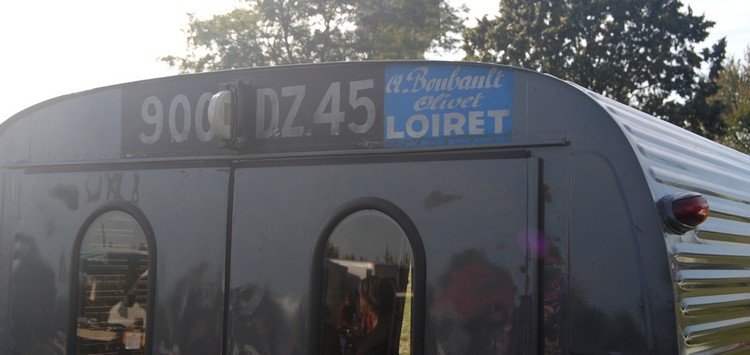 900 DZ.45
A. Boubault
Olivet
LOIRET